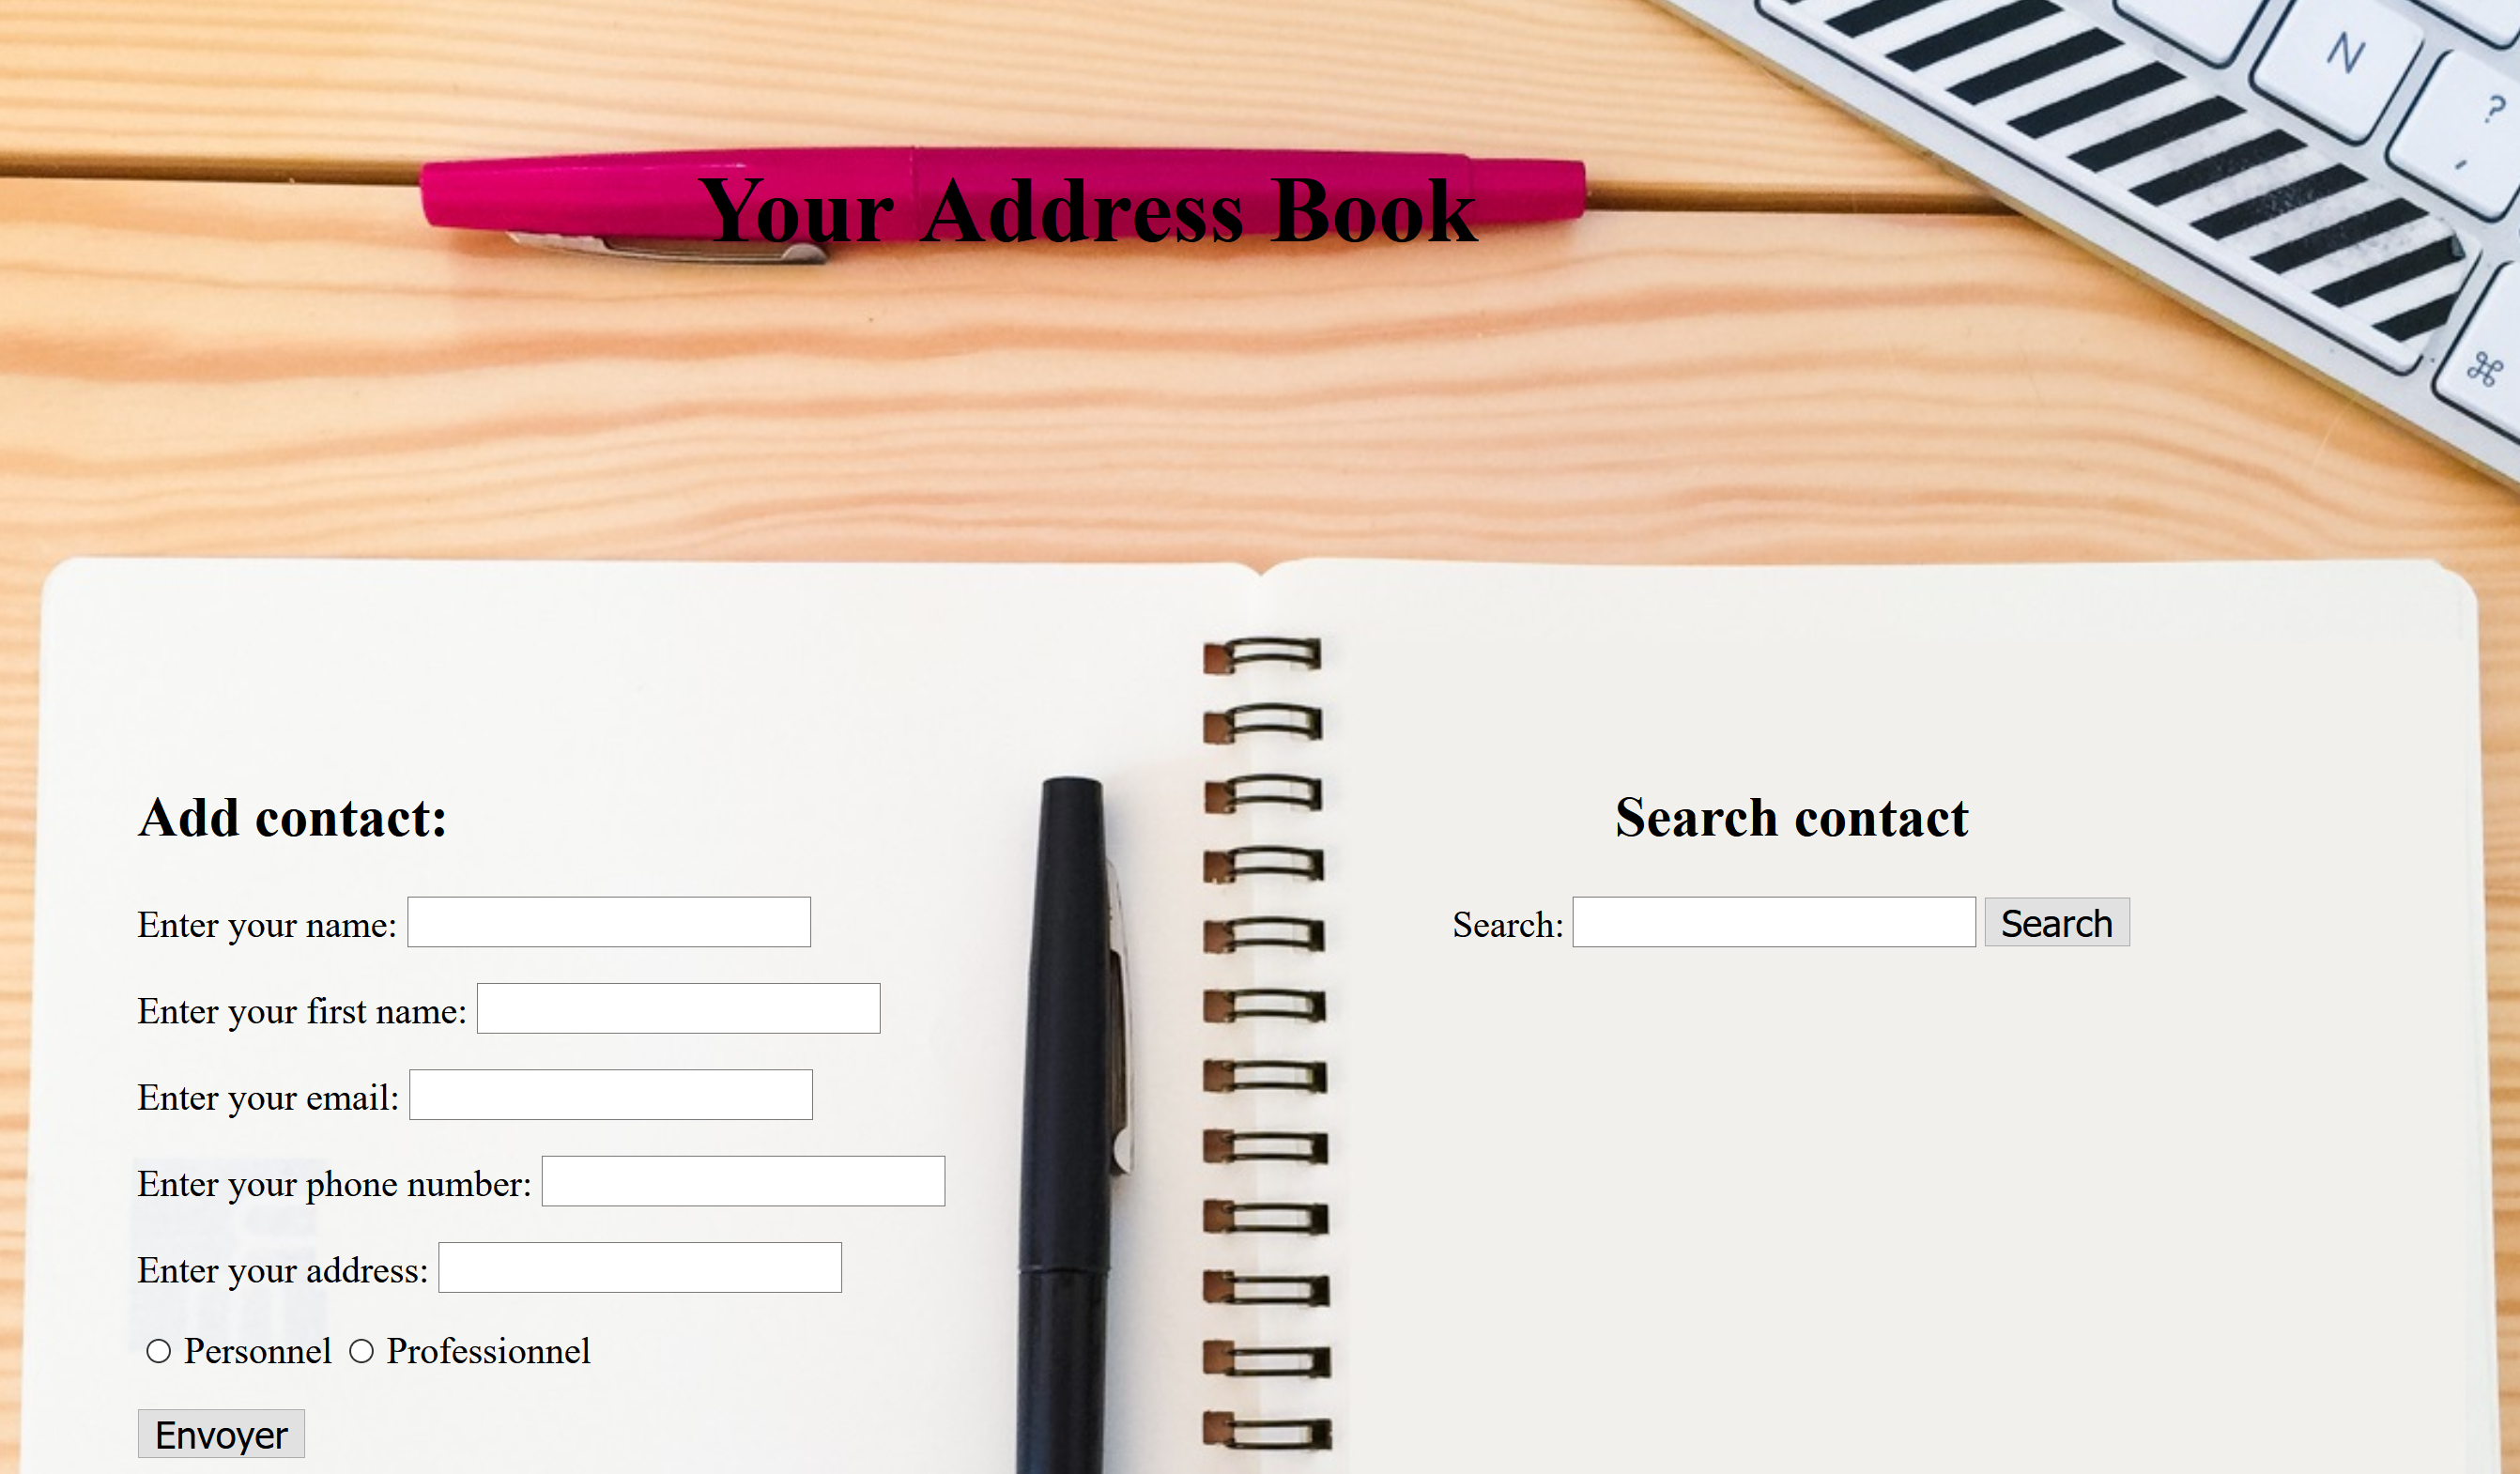 N
?
,
⌘
Your Address Book
Add contact:
Enter your name:
Enter your first name:
Enter your email:
Enter your phone number:
Enter your address:
Personnel Professionnel
Envoyer
Search contact
Search: Search